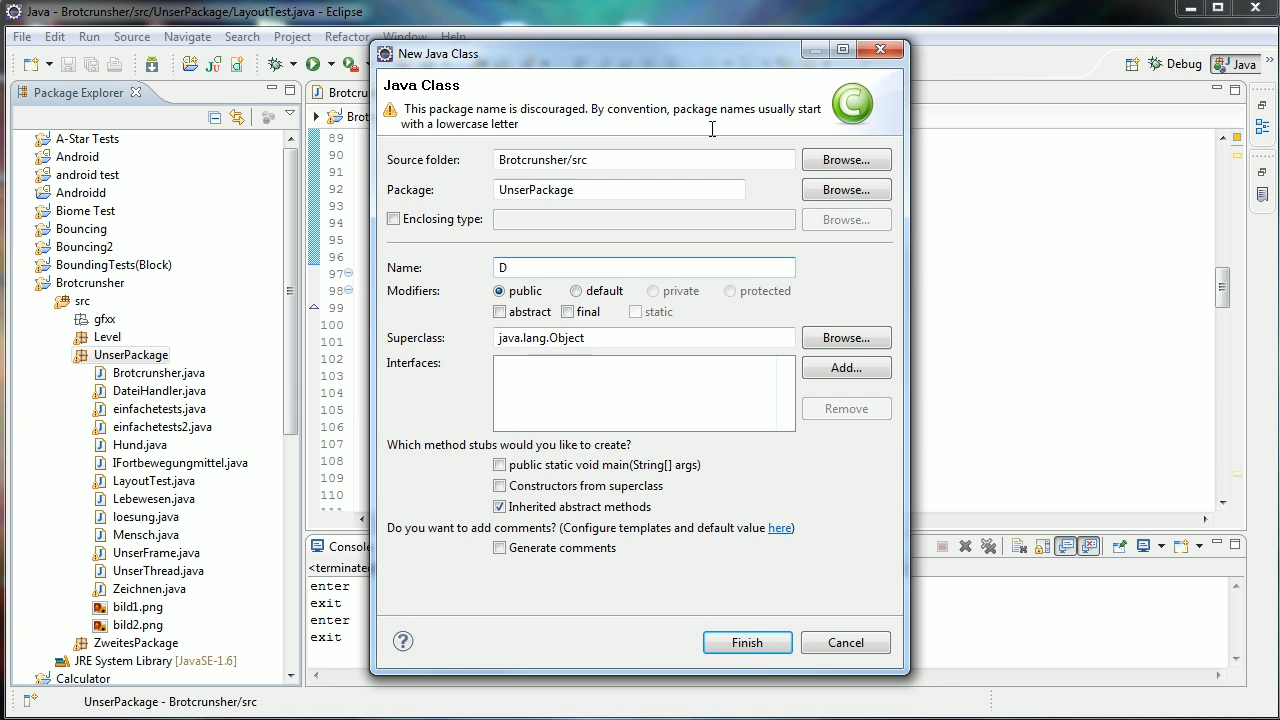 Java - Brotcrunsher/src/UnserPackage/LayoutTest.java - Eclipse
File Edit Run Source Navigate Search Project Refactor Window Help
Debug Java
Package Explorer
A-Star Tests
Android
android test
Androidd
Biome Test
Bouncing
Bouncing2
BoundingTests(Block)
Brotcrunsher
src
gfxx
Level
UnserPackage
Brotcrunsher.java
DateiHandler.java
einfachetests.java
einfachetests2.java
Hund.java
IFortbewegungmittel.java
LayoutTest.java
Lebewesen.java
loesung.java
Mensch.java
UnserFrame.java
UnserThread.java
Zeichnen.java
bild1.png
bild2.png
ZweitesPackage
JRE System Library [JavaSE-1.6]
Calculator
UnserPackage - Brotcrunsher/src
89
90
91
92
93
94
95
96
97
98
99
100
101
102
103
104
105
106
107
108
109
110
Console
enter
exit
enter
exit
New Java Class
Java Class
This package name is discouraged. By convention, package names usually start
with a lowercase letter
Source folder: Brotcrunsher/src Browse...
Package: UnserPackage Browse...
Enclosing type: Browse...
Name: D
Modifiers: public default private protected
abstract final static
Superclass: java.lang.Object Browse...
Interfaces: Add...
Remove
Which method stubs would you like to create?
public static void main(String[] args)
Constructors from superclass
Inherited abstract methods
Do you want to add comments? (Configure templates and default value here)
Generate comments
Finish Cancel